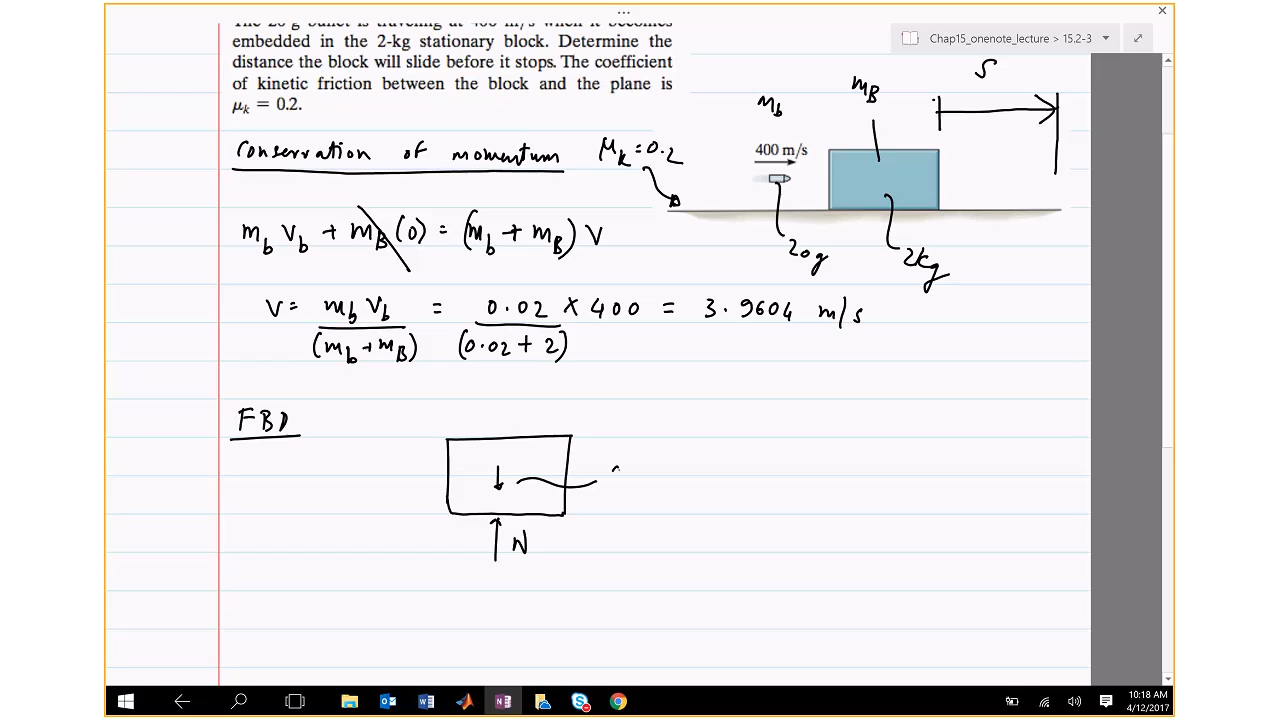 ...
Chap15_onenote_lecture > 15.2-3
embedded in the 2-kg stationary block. Determine the
distance the block will slide before it stops. The coefficient
of kinetic friction between the block and the plane is
μk = 0.2.
S
mb
mB
400 m/s
20g
2kg
Conservation of momentum
μk = 0.2
mb Vb + mB (0) = (mb + mB) V
V = mb Vb / (mb + mB) = 0.02 × 400 / (0.02 + 2) = 3.9604 m/s
FBD
N
10:18 AM
4/12/2017